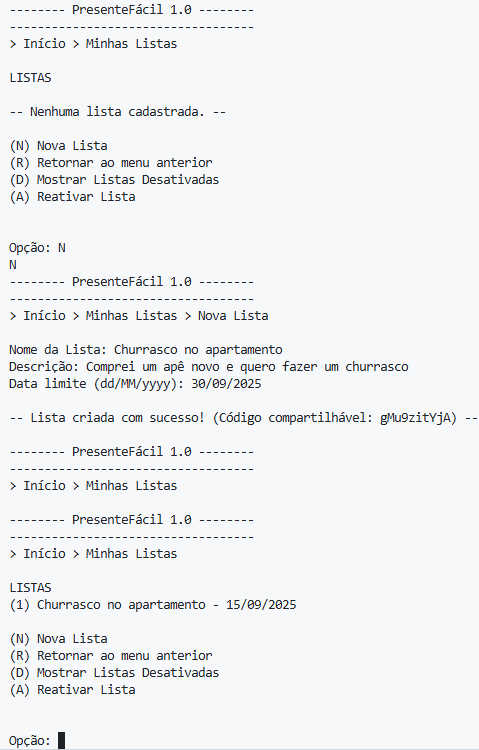 -------- PresenteFácil 1.0 --------
-----------------------------------
> Início > Minhas Listas
LISTAS
-- Nenhuma lista cadastrada. --
(N) Nova Lista
(R) Retornar ao menu anterior
(D) Mostrar Listas Desativadas
(A) Reativar Lista
Opção: N
N
-------- PresenteFácil 1.0 --------
-----------------------------------
> Início > Minhas Listas > Nova Lista
Nome da Lista: Churrasco no apartamento
Descrição: Comprei um apê novo e quero fazer um churrasco
Data limite (dd/MM/yyyy): 30/09/2025
-- Lista criada com sucesso! (Código compartilhável: gMu9zitYjA) --
-------- PresenteFácil 1.0 --------
-----------------------------------
> Início > Minhas Listas
-------- PresenteFácil 1.0 --------
-----------------------------------
> Início > Minhas Listas
LISTAS
(1) Churrasco no apartamento - 15/09/2025
(N) Nova Lista
(R) Retornar ao menu anterior
(D) Mostrar Listas Desativadas
(A) Reativar Lista
Opção: